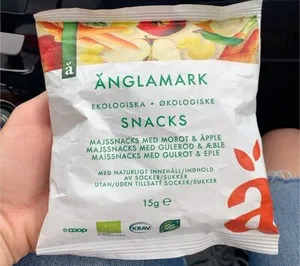 ä
ÄNGLAMARK
EKOLOGISKA • ØKOLOGISKE
SNACKS
MAJSSNACKS MED MOROT & ÄPPLE
MAJSSNACKS MED GULERØD & ÆBLE
MAISSNACKS MED GULROT & EPLE
MED NATURLIGT INNEHÅLL/INDHOLD
AV SOCKER/SUKKER
UTAN/UDEN TILLSATT SOCKER/SUKKER
15g e
ä
coop KRAV